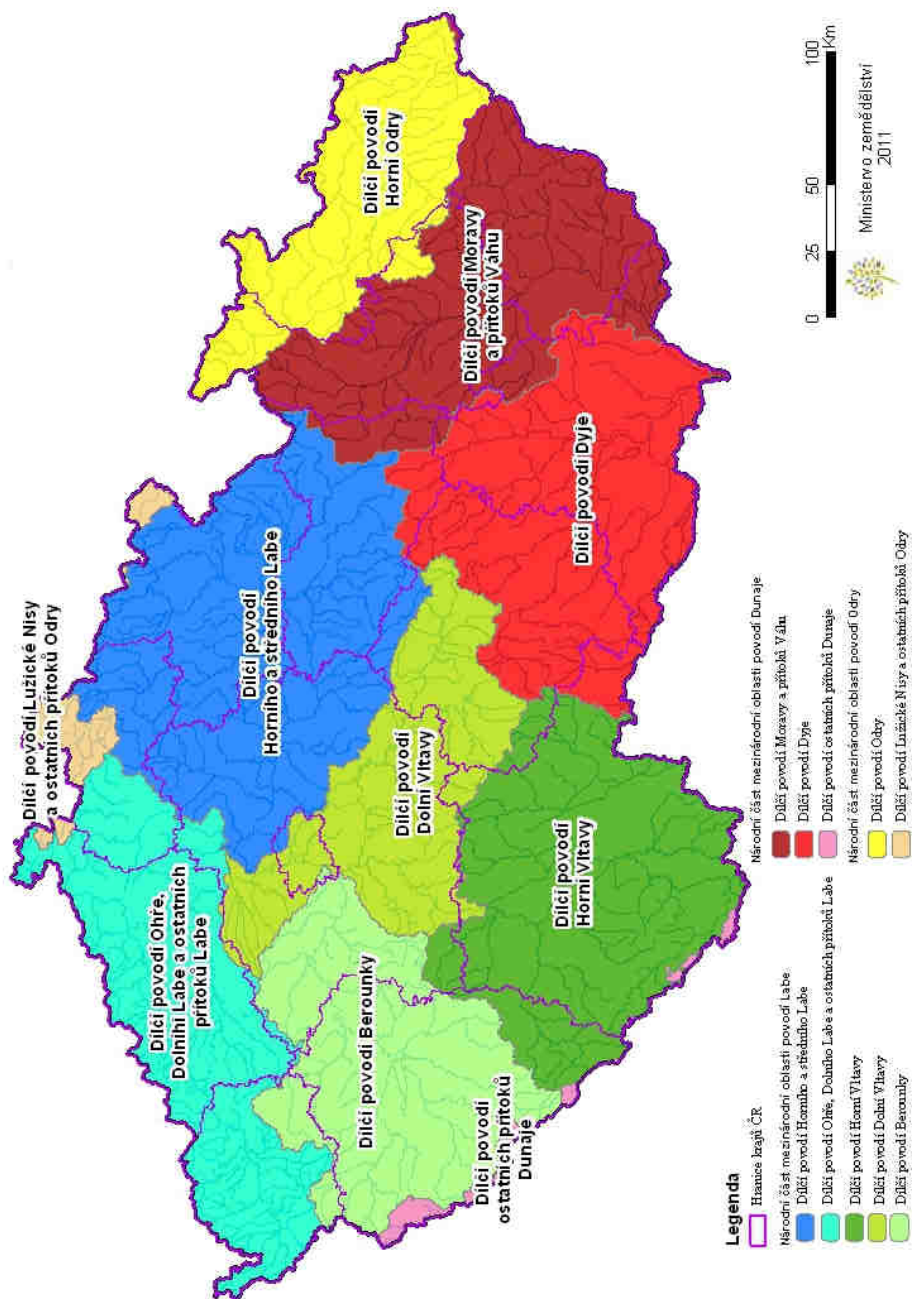 Dílčí povodí Lužické Nisy
a ostatních přítoků Odry
Dílčí povodí Ohře,
Dolního Labe a ostatních
přítoků Labe
Dílčí povodí
Horního a středního Labe
Dílčí povodí
Horní Odry
Dílčí povodí Berounky
Dílčí povodí
Dolní Vltavy
Dílčí povodí Moravy
a přítoků Váhu
Dílčí povodí
ostatních přítoků
Dunaje
Dílčí povodí
Horní Vltavy
Dílčí povodí Dyje
Legenda
Hranice krajů ČR
Národní část mezinárodní oblasti povodí Labe
Dílčí povodí Horního a středního Labe
Dílčí povodí Ohře, Dolního Labe a ostatních přítoků Labe
Dílčí povodí Horní Vltavy
Dílčí povodí Dolní Vltavy
Dílčí povodí Berounky
Národní část mezinárodní oblasti povodí Dunaje
Dílčí povodí Moravy a přítoků Váhu
Dílčí povodí Dyje
Dílčí povodí ostatních přítoků Dunaje
Národní část mezinárodní oblasti povodí Odry
Dílčí povodí Odry
Dílčí povodí Lužické Nisy a ostatních přítoků Odry
0 25 50 100
Km
Ministerstvo zemědělství
2011